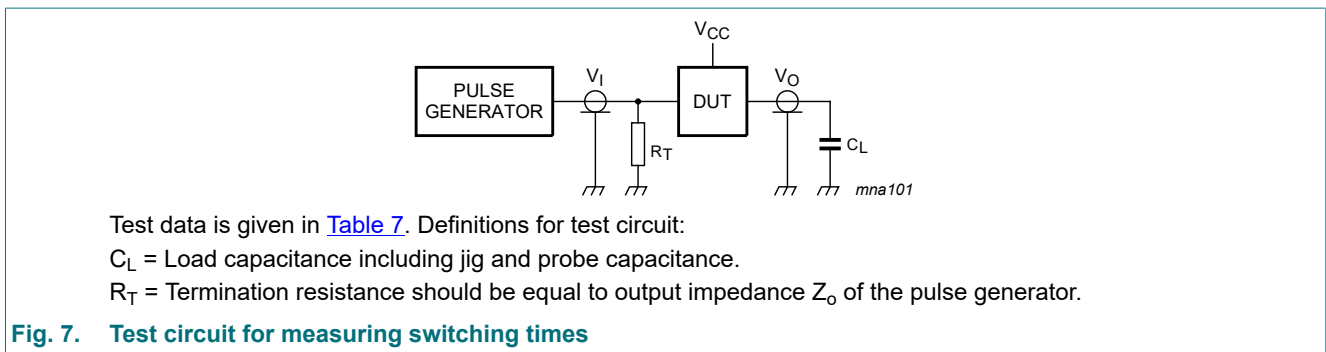 VCC
PULSE
GENERATOR
VI
DUT
VO
RT
CL
mna101
Test data is given in Table 7. Definitions for test circuit:
CL = Load capacitance including jig and probe capacitance.
RT = Termination resistance should be equal to output impedance Zo of the pulse generator.
Fig. 7. Test circuit for measuring switching times